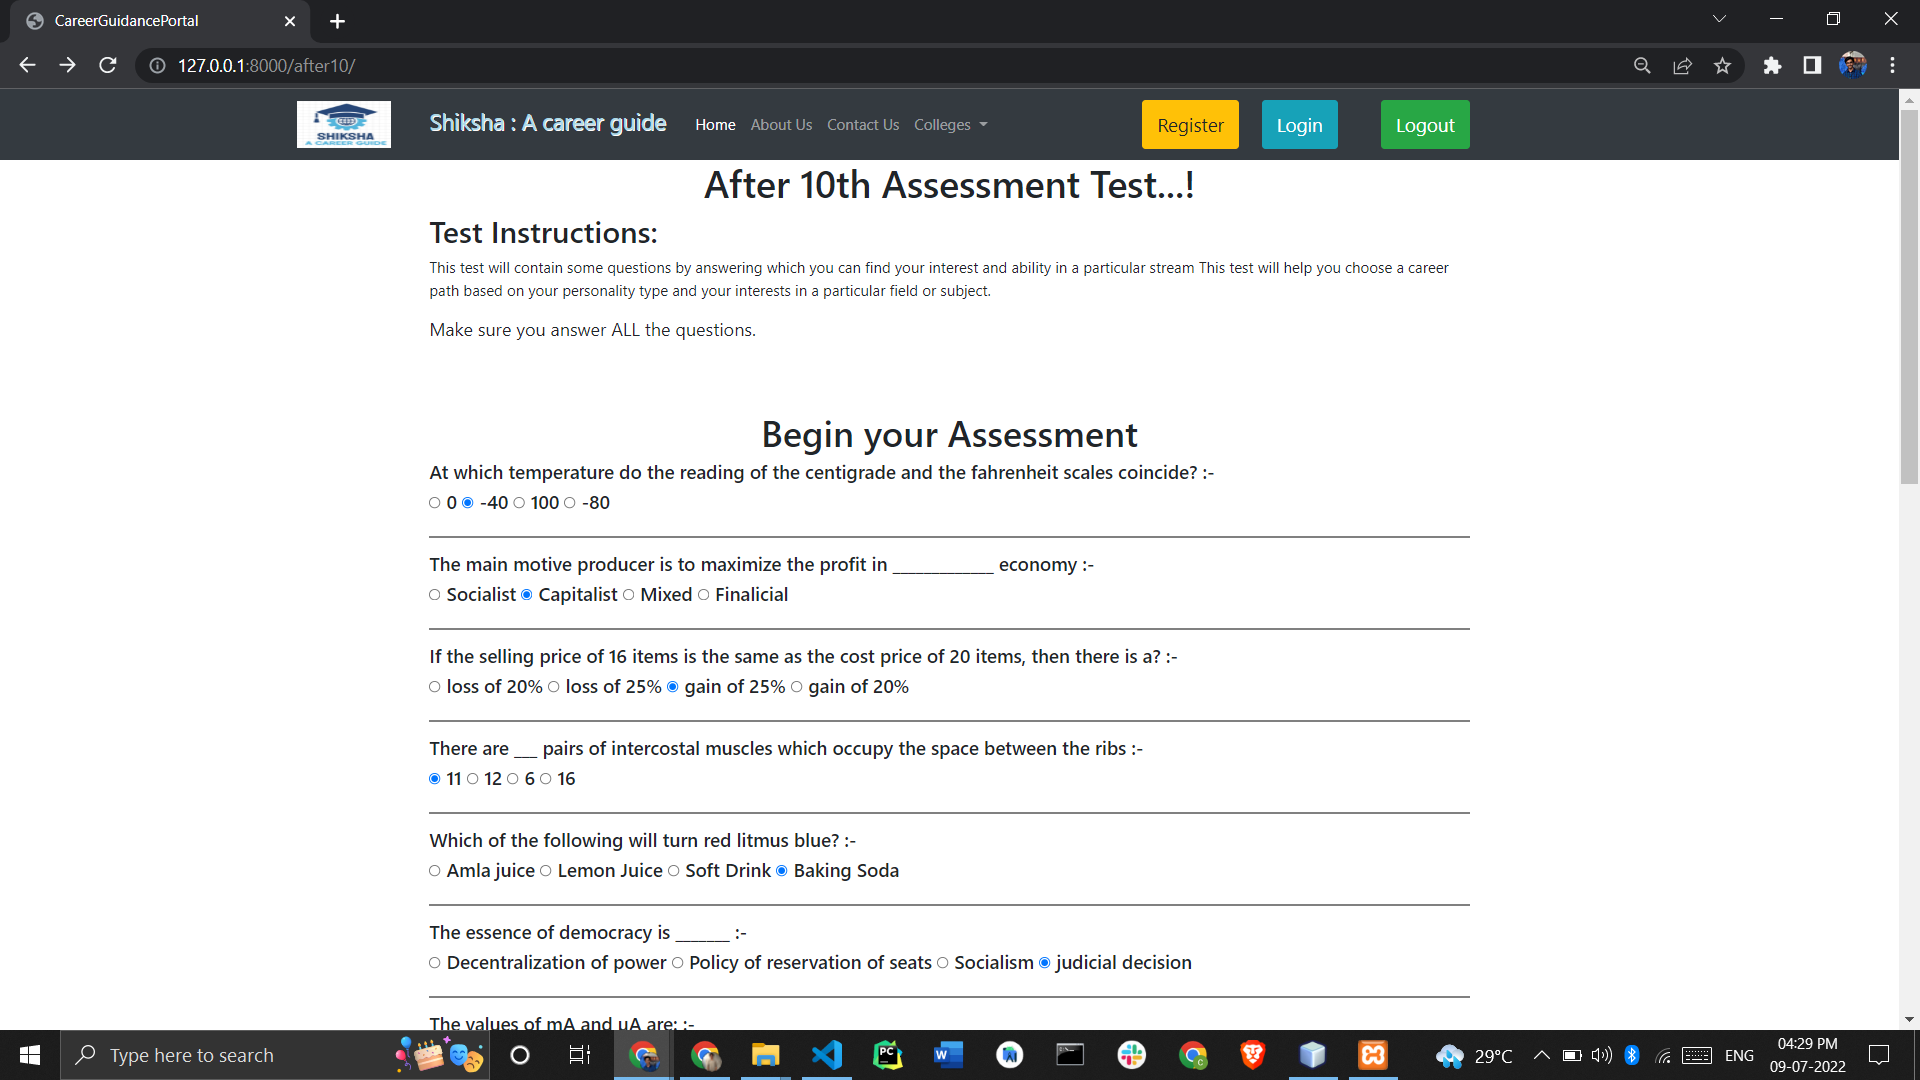 CareerGuidancePortal
127.0.0.1:8000/after10/
SHIKSHA
A CAREER GUIDE
Shiksha : A career guide
Home
About Us
Contact Us
Colleges
Register
Login
Logout
After 10th Assessment Test...!
Test Instructions:
This test will contain some questions by answering which you can find your interest and ability in a particular stream This test will help you choose a career
path based on your personality type and your interests in a particular field or subject.
Make sure you answer ALL the questions.
Begin your Assessment
At which temperature do the reading of the centigrade and the fahrenheit scales coincide? :-
0 -40 100 -80
The main motive producer is to maximize the profit in _____________ economy :-
Socialist Capitalist Mixed Finalicial
If the selling price of 16 items is the same as the cost price of 20 items, then there is a? :-
loss of 20% loss of 25% gain of 25% gain of 20%
There are ___ pairs of intercostal muscles which occupy the space between the ribs :-
11 12 6 16
Which of the following will turn red litmus blue? :-
Amla juice Lemon Juice Soft Drink Baking Soda
The essence of democracy is _______ :-
Decentralization of power Policy of reservation of seats Socialism judicial decision
The values of mA and uA are: :-
Type here to search
PC
W
29°C
ENG
04:29 PM
09-07-2022